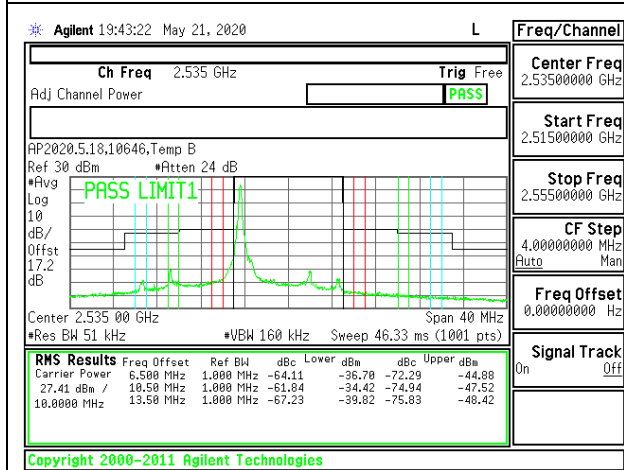 Agilent 19:43:22 May 21, 2020 L
Freq/Channel
Ch Freq 2.535 GHz Trig Free
Adj Channel Power PASS
AP2020.5.18,10646,Temp B
Ref 30 dBm #Atten 24 dB
#Avg
Log
10
dB/
Offst
17.2
dB
PASS LIMIT1
Center 2.535 00 GHz Span 40 MHz
#Res BW 51 kHz #VBW 160 kHz Sweep 46.33 ms (1001 pts)
RMS Results Freq Offset Ref BW dBc Lower dBm dBc Upper dBm
Carrier Power 6.500 MHz 1.000 MHz -64.11 -36.70 -72.29 -44.88
27.41 dBm / 10.50 MHz 1.000 MHz -61.84 -34.42 -74.94 -47.52
10.0000 MHz 13.50 MHz 1.000 MHz -67.23 -39.82 -75.83 -48.42
Copyright 2000-2011 Agilent Technologies
Center Freq
2.53500000 GHz
Start Freq
2.51500000 GHz
Stop Freq
2.55500000 GHz
CF Step
4.00000000 MHz
Auto Man
Freq Offset
0.00000000 Hz
Signal Track
On Off